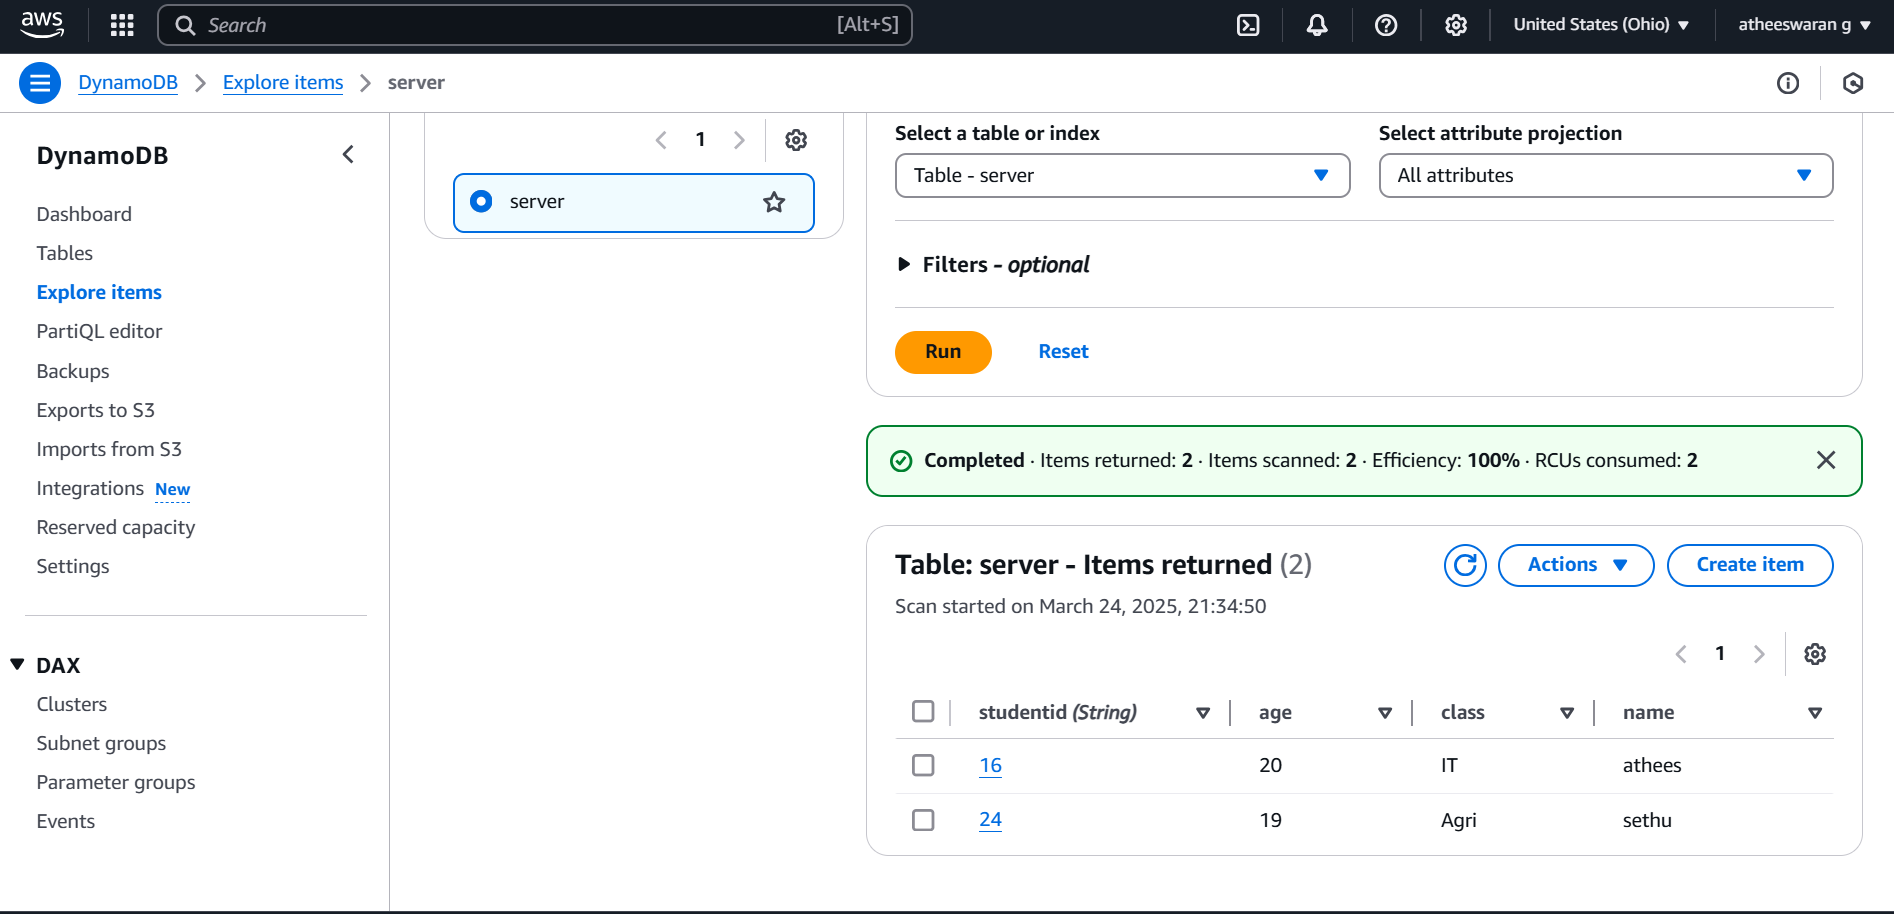 aws
Search [Alt+S]
United States (Ohio)
atheeswaran g
DynamoDB
Explore items
server
DynamoDB
Dashboard
Tables
Explore items
PartiQL editor
Backups
Exports to S3
Imports from S3
Integrations New
Reserved capacity
Settings
DAX
Clusters
Subnet groups
Parameter groups
Events
1
server
Select a table or index
Table - server
Select attribute projection
All attributes
Filters - optional
Run Reset
Completed · Items returned: 2 · Items scanned: 2 · Efficiency: 100% · RCUs consumed: 2
Table: server - Items returned (2)
Actions Create item
Scan started on March 24, 2025, 21:34:50
1
studentid (String) age class name
16 20 IT athees
24 19 Agri sethu